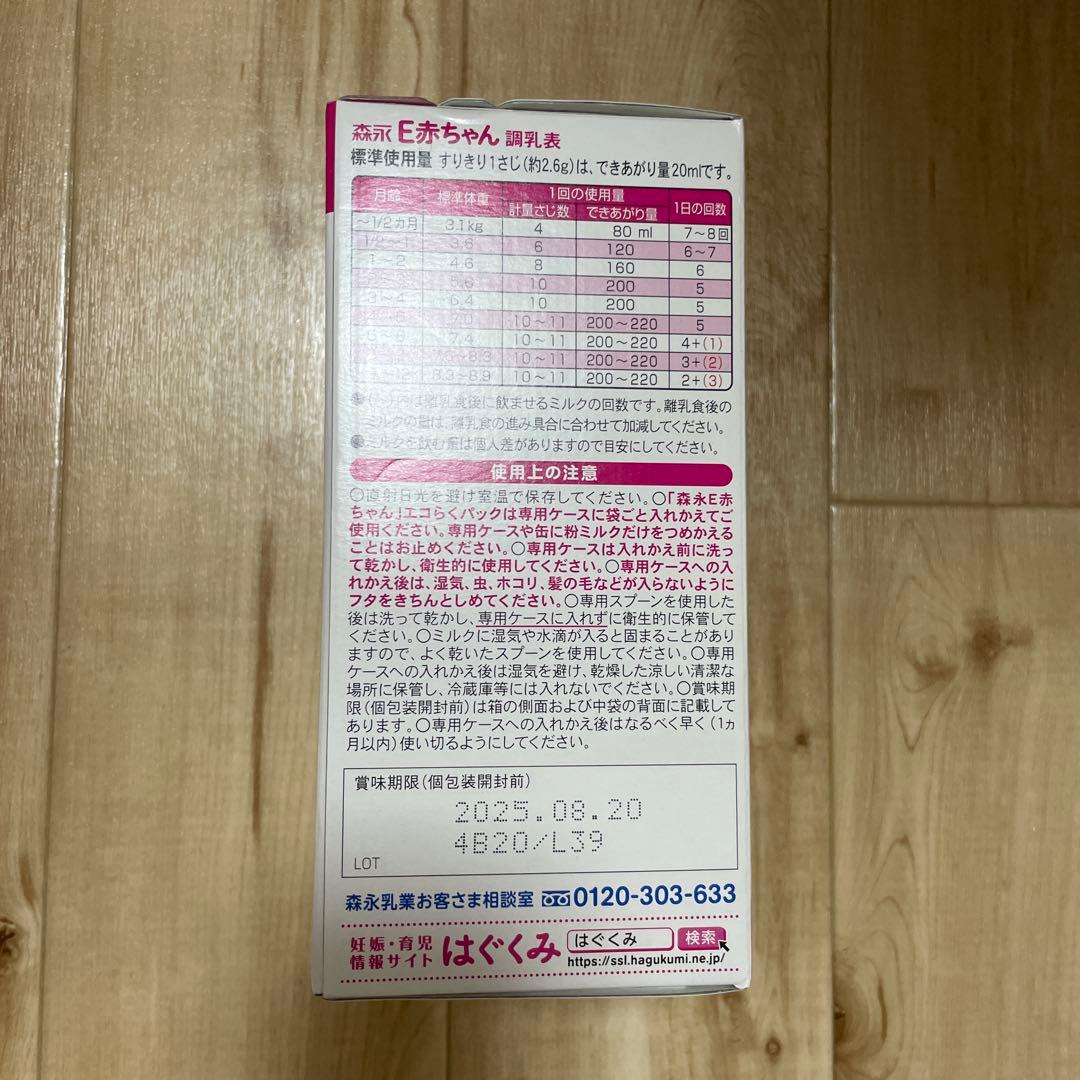 森永 E赤ちゃん 調乳表
標準使用量 すりきり1さじ(約2.6g)は、できあがり量20mlです。
月齢 標準体重 1回の使用量 1日の回数
計量さじ数 できあがり量
～1/2ヵ月 3.1kg 4 80 ml 7～8回
1/2～1 3.6 6 120 6～7
1～2 4.6 8 160 6
5.6 10 200 5
3～4 6.4 10 200 5
7.0 10～11 200～220 5
7.4 10～11 200～220 4+(1)
10～11 200～220 3+(2)
8.3～8.9 10～11 200～220 2+(3)
離乳食後に飲ませるミルクの回数です。離乳食後の
ミルクの量は、離乳食の進み具合に合わせて加減してください。
●ミルクを飲む量は個人差がありますので目安にしてください。
使用上の注意
○直射日光を避け室温で保存してください。○「森永E赤
ちゃん」エコらくパックは専用ケースに袋ごと入れかえてご
使用ください。専用ケースや缶に粉ミルクだけをつめかえる
ことはお止めください。○専用ケースは入れかえ前に洗っ
て乾かし、衛生的に使用してください。○専用ケースへの入
れかえ後は、湿気、虫、ホコリ、髪の毛などが入らないように
フタをきちんとしめてください。○専用スプーンを使用した
後は洗って乾かし、専用ケースに入れずに衛生的に保管して
ください。○ミルクに湿気や水滴が入ると固まることがあり
ますので、よく乾いたスプーンを使用してください。○専用
ケースへの入れかえ後は湿気を避け、乾燥した涼しい清潔な
場所に保管し、冷蔵庫等には入れないでください。○賞味期
限(個包装開封前)は箱の側面および中袋の背面に記載して
あります。○専用ケースへの入れかえ後はなるべく早く(1ヵ
月以内)使い切るようにしてください。
賞味期限(個包装開封前)
2025.08.20
4B20/L39
LOT
森永乳業お客さま相談室 0120-303-633
妊娠・育児
情報サイト はぐくみ はぐくみ 検索
https://ssl.hagukumi.ne.jp/